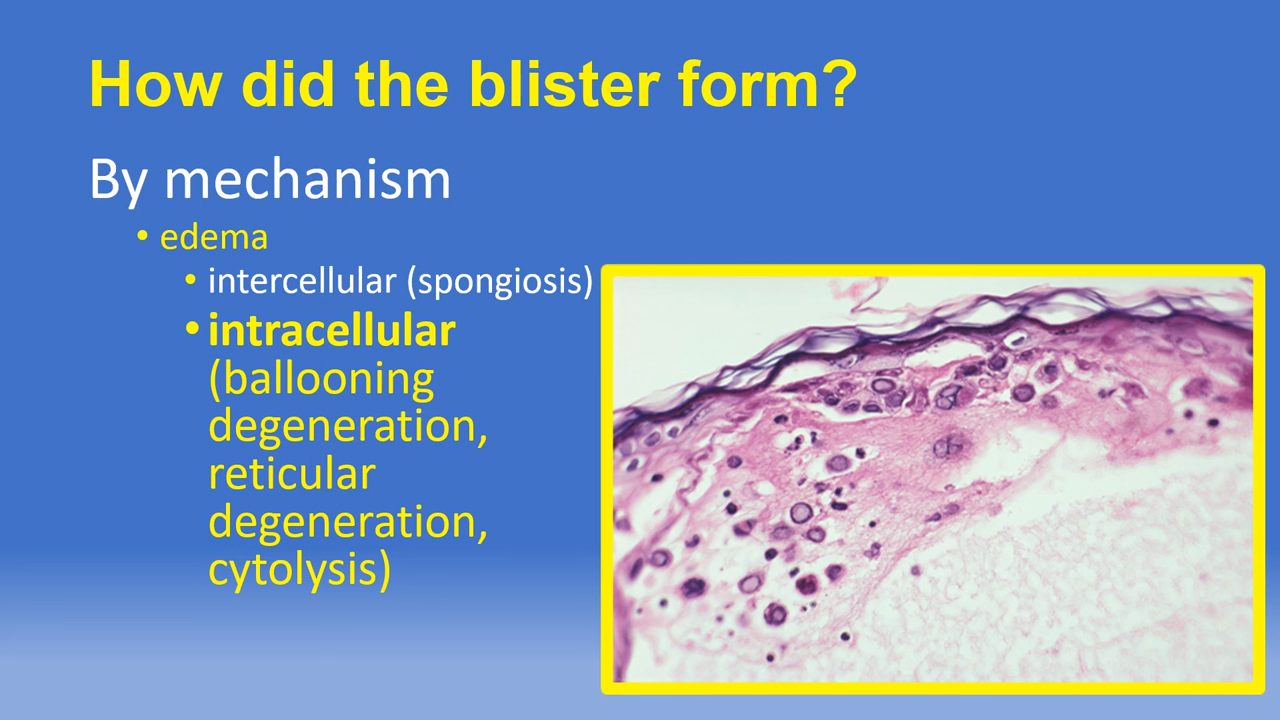 How did the blister form?
By mechanism
• edema
• intercellular (spongiosis)
• intracellular
(ballooning
degeneration,
reticular
degeneration,
cytolysis)